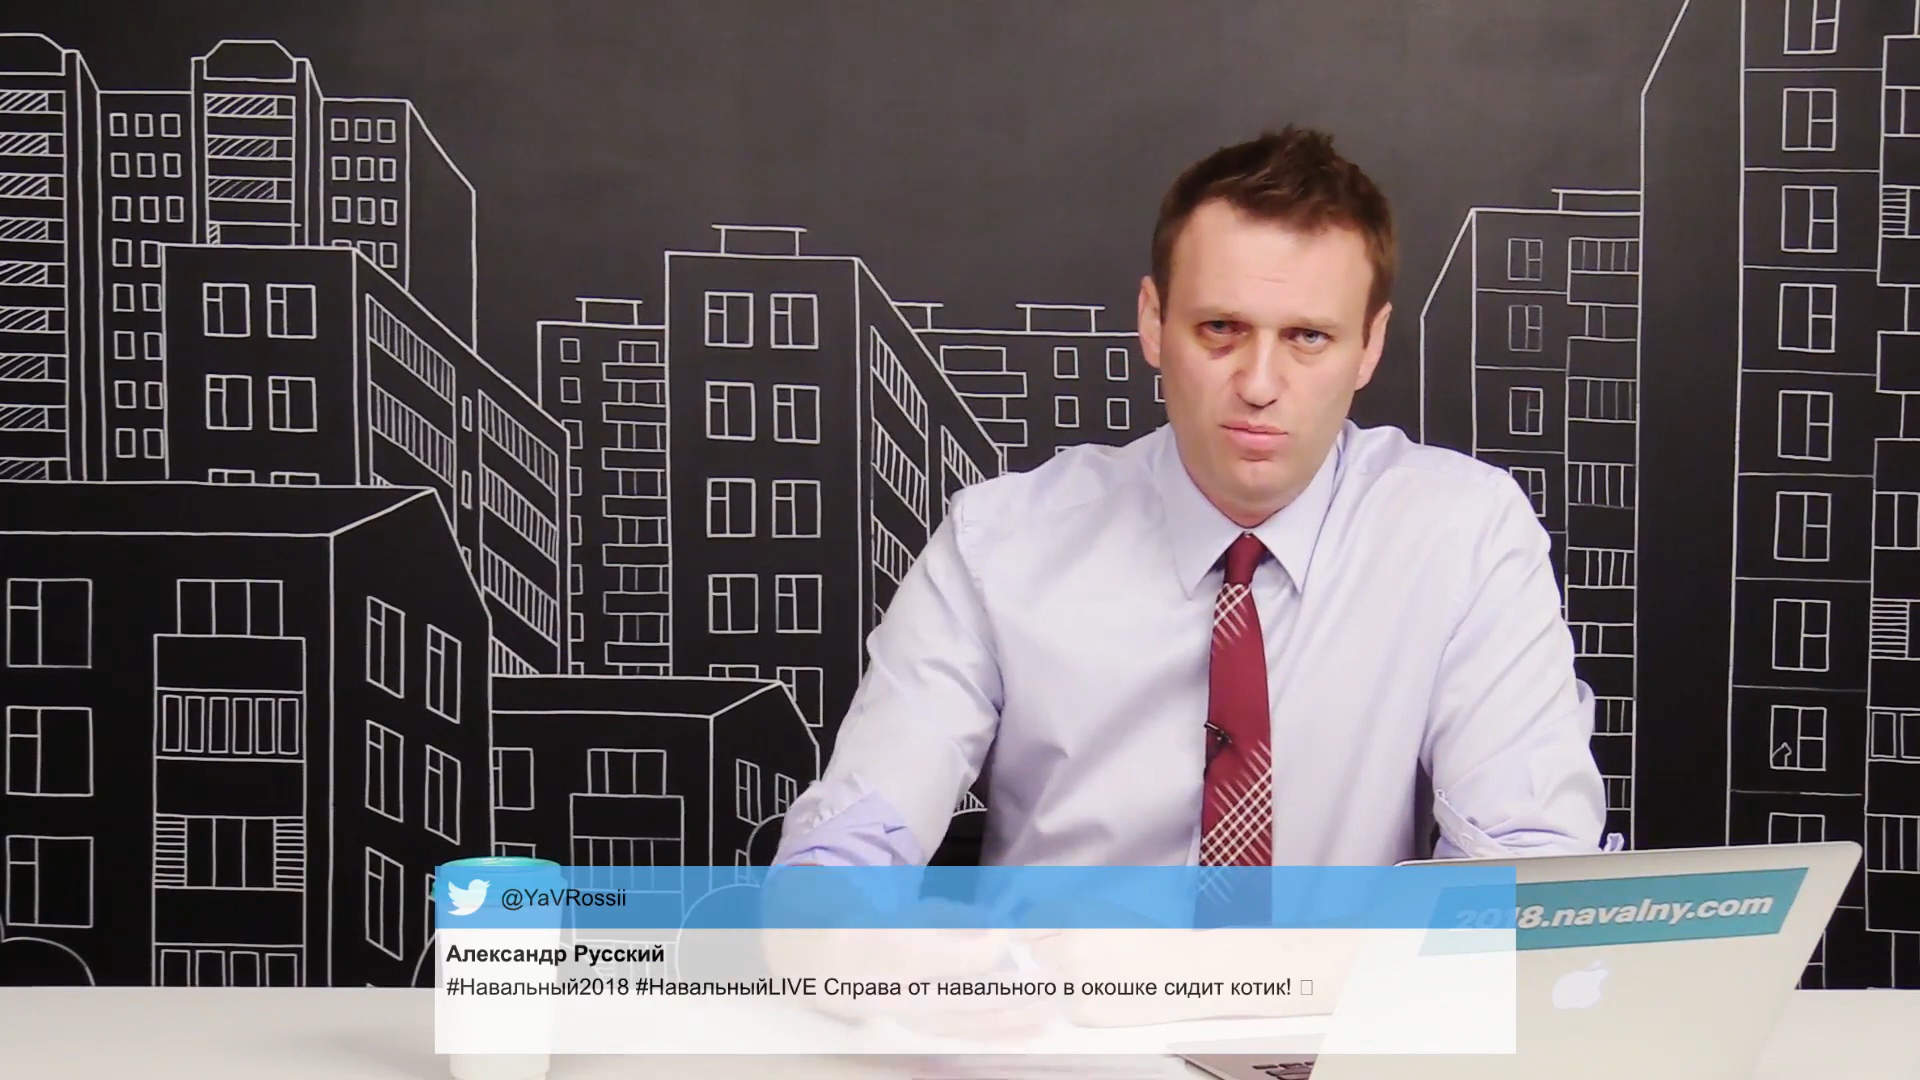 @YaVRossii
Александр Русский
#Навальный2018 #НавальныйLIVE Справа от навального в окошке сидит котик!
2018.navalny.com